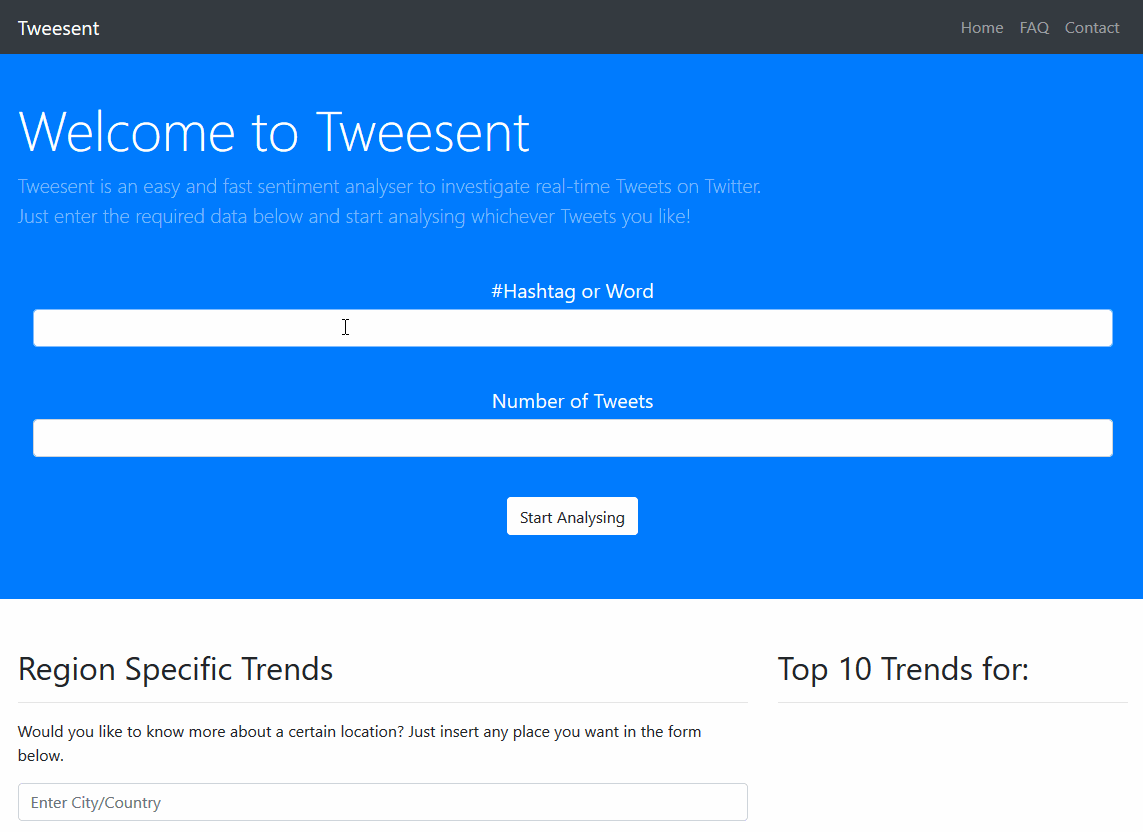 Tweesent
Home FAQ Contact
Welcome to Tweesent
Tweesent is an easy and fast sentiment analyser to investigate real-time Tweets on Twitter.
Just enter the required data below and start analysing whichever Tweets you like!
#Hashtag or Word
Number of Tweets
Start Analysing
Region Specific Trends
Would you like to know more about a certain location? Just insert any place you want in the form
below.
Enter City/Country
Top 10 Trends for: